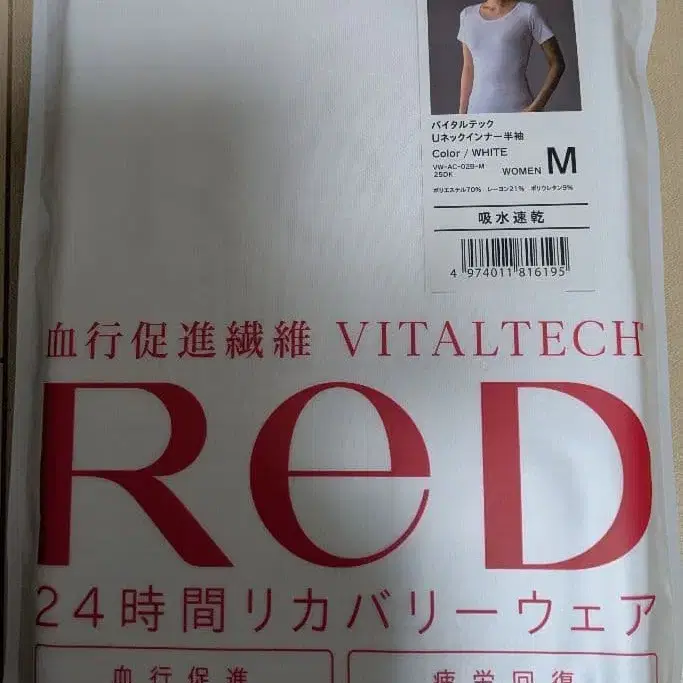 バイタルテック
Uネックインナー半袖
Color / WHITE
VW-AC-02B-M
250K
WOMEN M
ポリエステル70% レーヨン21% ポリウレタン9%
吸水速乾
4 974011 816195
血行促進繊維 VITALTECH®
ReD
24時間リカバリーウェア
血行促進
疲労回復